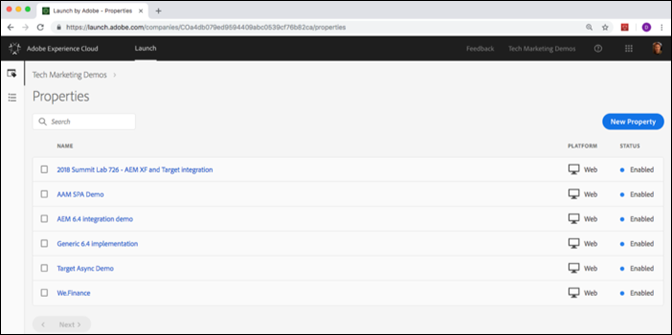 Launch by Adobe - Properties
https://launch.adobe.com/companies/COa4db079ed9594409abc0539cf76b82ca/properties
Adobe Experience Cloud Launch Feedback Tech Marketing Demos
Tech Marketing Demos
Properties
Search New Property
NAME PLATFORM STATUS
2018 Summit Lab 726 - AEM XF and Target integration Web Enabled
AAM SPA Demo Web Enabled
AEM 6.4 integration demo Web Enabled
Generic 6.4 implementation Web Enabled
Target Async Demo Web Enabled
We.Finance Web Enabled
Next